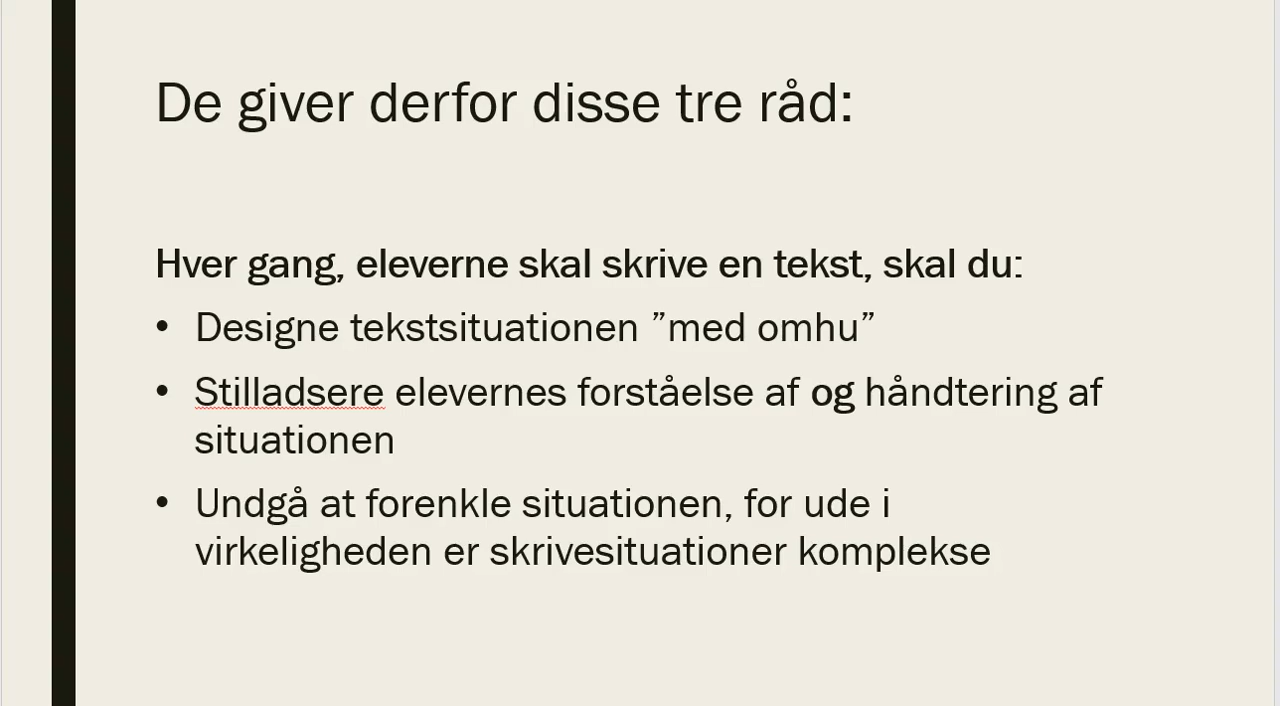 De giver derfor disse tre råd:
Hver gang, eleverne skal skrive en tekst, skal du:
• Designe tekstsituationen ”med omhu”
• Stilladsere elevernes forståelse af og håndtering af
situationen
• Undgå at forenkle situationen, for ude i
virkeligheden er skrivesituationer komplekse